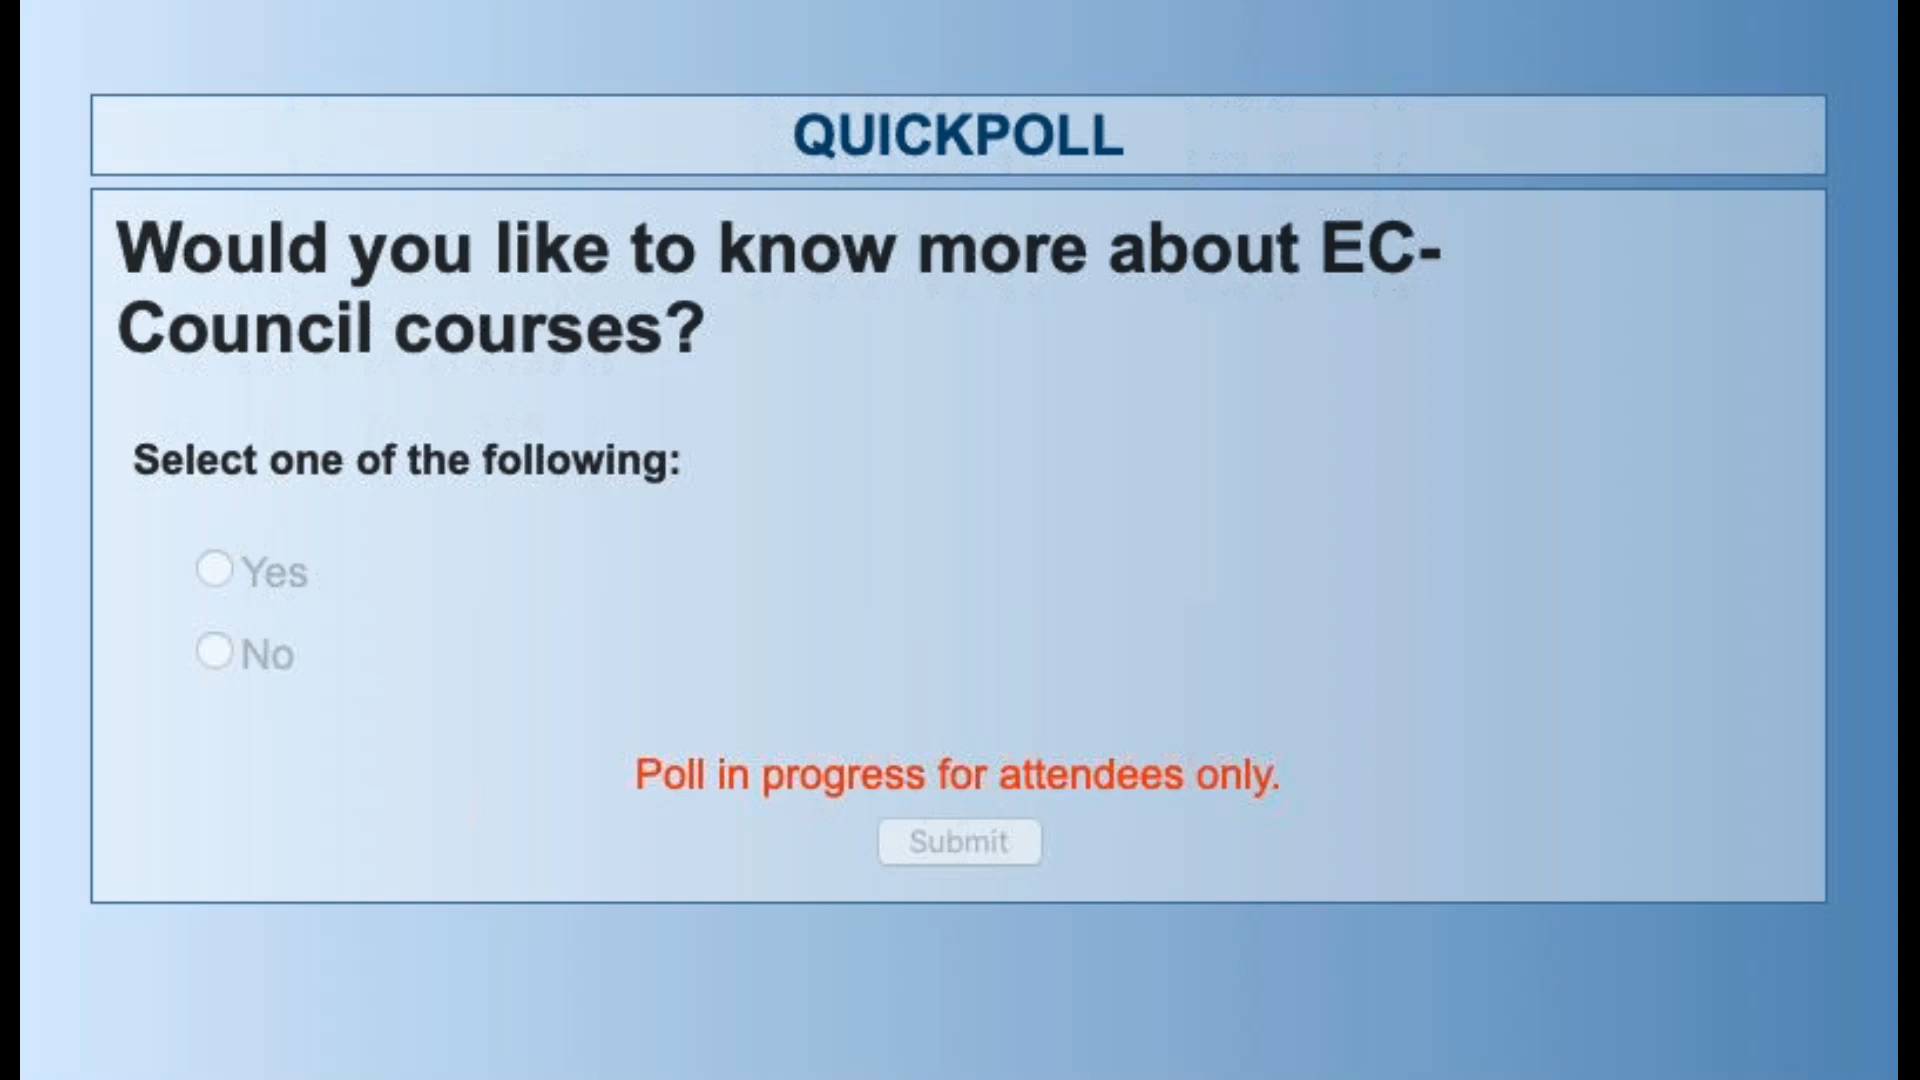 QUICKPOLL
Would you like to know more about EC-
Council courses?
Select one of the following:
Yes
No
Poll in progress for attendees only.
Submit